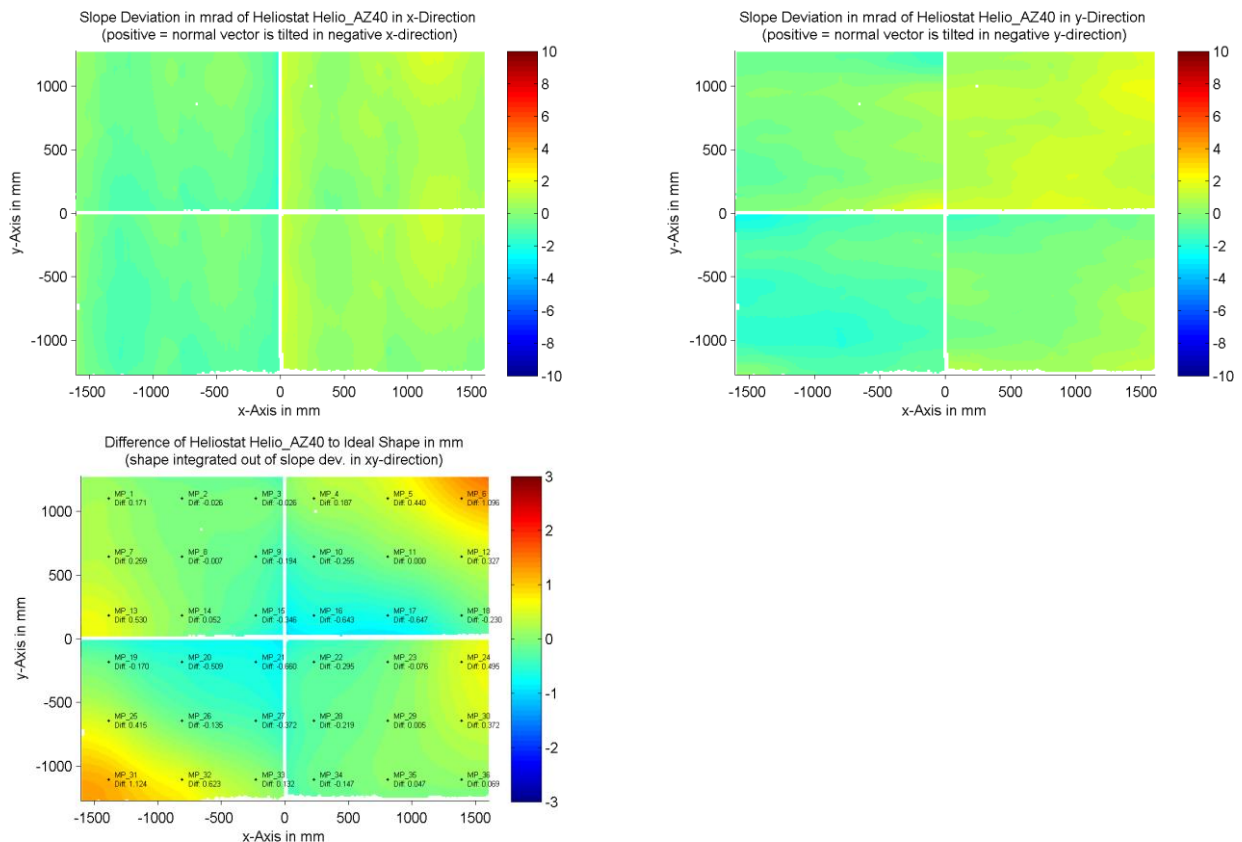 Slope Deviation in mrad of Heliostat Helio_AZ40 in x-Direction
(positive = normal vector is tilted in negative x-direction)
y-Axis in mm
1000
500
0
-500
-1000
-1500 -1000 -500 0 500 1000 1500
x-Axis in mm
10
8
6
4
2
0
-2
-4
-6
-8
-10
Slope Deviation in mrad of Heliostat Helio_AZ40 in y-Direction
(positive = normal vector is tilted in negative y-direction)
y-Axis in mm
1000
500
0
-500
-1000
-1500 -1000 -500 0 500 1000 1500
x-Axis in mm
10
8
6
4
2
0
-2
-4
-6
-8
-10
Difference of Heliostat Helio_AZ40 to Ideal Shape in mm
(shape integrated out of slope dev. in xy-direction)
y-Axis in mm
1000
500
0
-500
-1000
MP_1 MP_2 MP_3 MP_4 MP_5 MP_6
Diff: 0.171 Diff: -0.026 Diff: -0.026 Diff: 0.187 Diff: 0.440 Diff: 1.096
MP_7 MP_8 MP_9 MP_10 MP_11 MP_12
Diff: 0.259 Diff: -0.007 Diff: -0.194 Diff: -0.255 Diff: 0.000 Diff: 0.327
MP_13 MP_14 MP_15 MP_16 MP_17 MP_18
Diff: 0.530 Diff: 0.052 Diff: -0.346 Diff: -0.643 Diff: -0.647 Diff: -0.230
MP_19 MP_20 MP_21 MP_22 MP_23 MP_24
Diff: -0.170 Diff: -0.509 Diff: -0.660 Diff: -0.295 Diff: -0.076 Diff: 0.495
MP_25 MP_26 MP_27 MP_28 MP_29 MP_30
Diff: 0.415 Diff: -0.135 Diff: -0.372 Diff: -0.219 Diff: 0.005 Diff: 0.372
MP_31 MP_32 MP_33 MP_34 MP_35 MP_36
Diff: 1.124 Diff: 0.623 Diff: 0.132 Diff: -0.147 Diff: 0.047 Diff: 0.069
-1500 -1000 -500 0 500 1000 1500
x-Axis in mm
3
2
1
0
-1
-2
-3